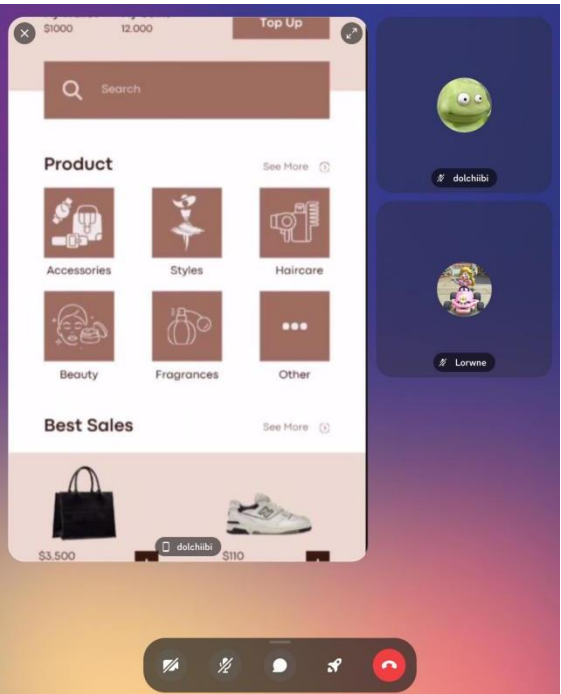 $1000 12.000 Top Up
Search
Product See More
Accessories Styles Haircare
Beauty Fragrances Other
Best Sales See More
dolchiibi
$3.500 $110
dolchiibi
Lorwne